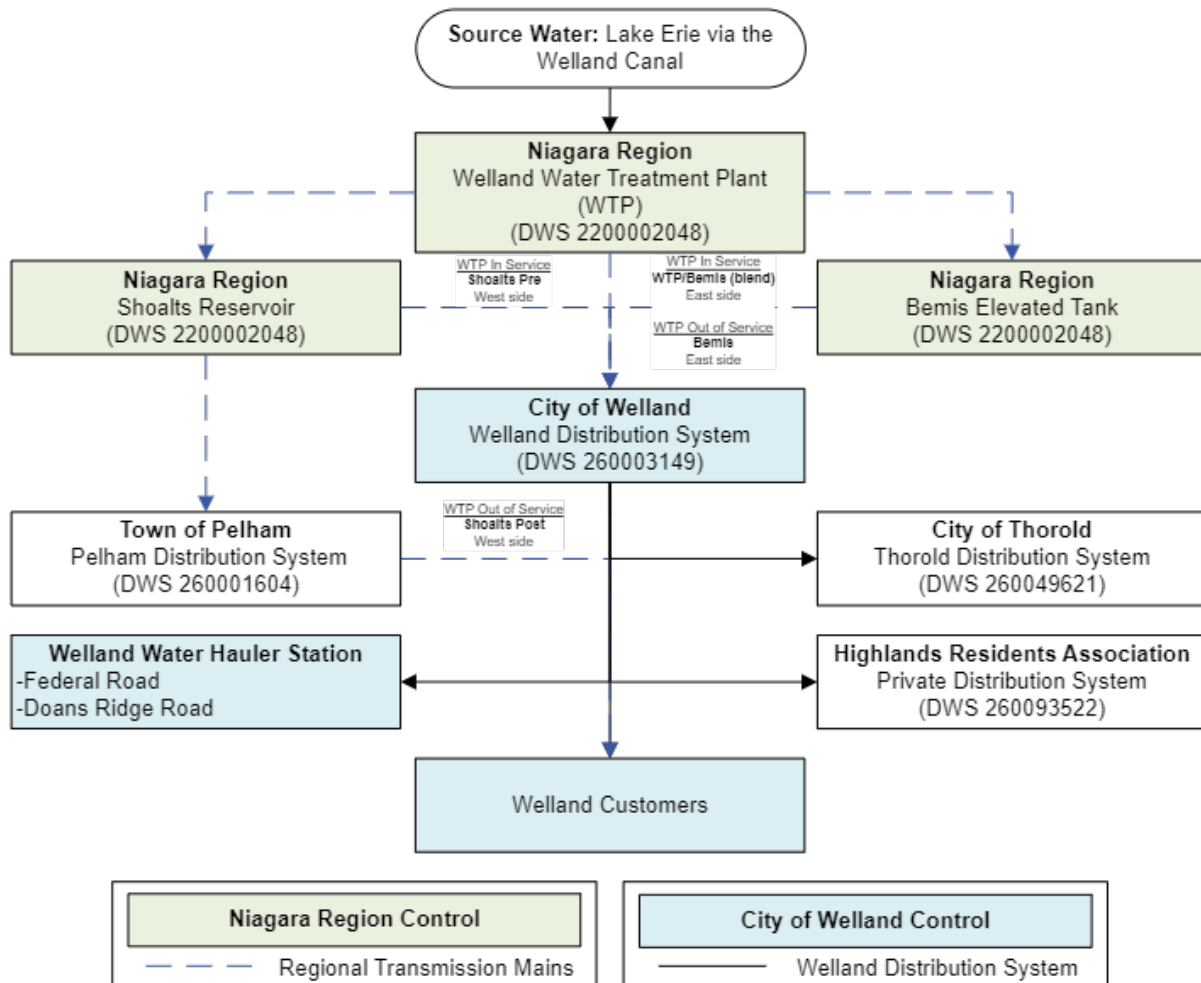 Source Water: Lake Erie via the
Welland Canal
Niagara Region
Welland Water Treatment Plant
(WTP)
(DWS 2200002048)
Niagara Region
Shoalts Reservoir
(DWS 2200002048)
WTP In Service
Shoalts Pre
West side
WTP In Service
WTP/Bemis (blend)
East side
WTP Out of Service
Bemis
East side
Niagara Region
Bemis Elevated Tank
(DWS 2200002048)
City of Welland
Welland Distribution System
(DWS 260003149)
Town of Pelham
Pelham Distribution System
(DWS 260001604)
WTP Out of Service
Shoalts Post
West side
City of Thorold
Thorold Distribution System
(DWS 260049621)
Welland Water Hauler Station
-Federal Road
-Doans Ridge Road
Highlands Residents Association
Private Distribution System
(DWS 260093522)
Welland Customers
Niagara Region Control
Regional Transmission Mains
City of Welland Control
Welland Distribution System